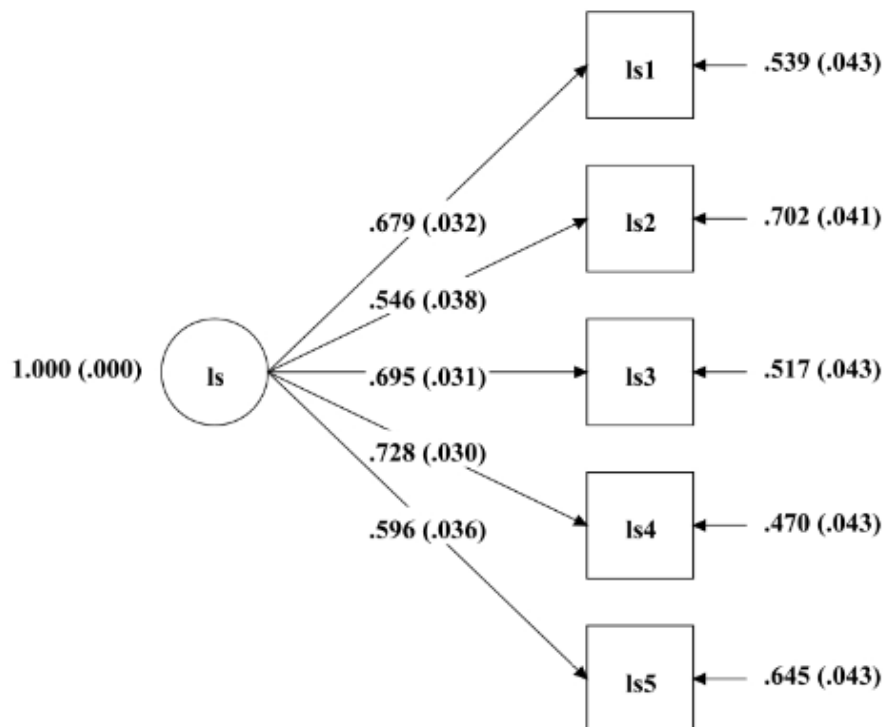 ls1
.539 (.043)
ls2
.702 (.041)
.679 (.032)
.546 (.038)
1.000 (.000)
ls
.695 (.031)
ls3
.517 (.043)
.728 (.030)
.596 (.036)
ls4
.470 (.043)
ls5
.645 (.043)